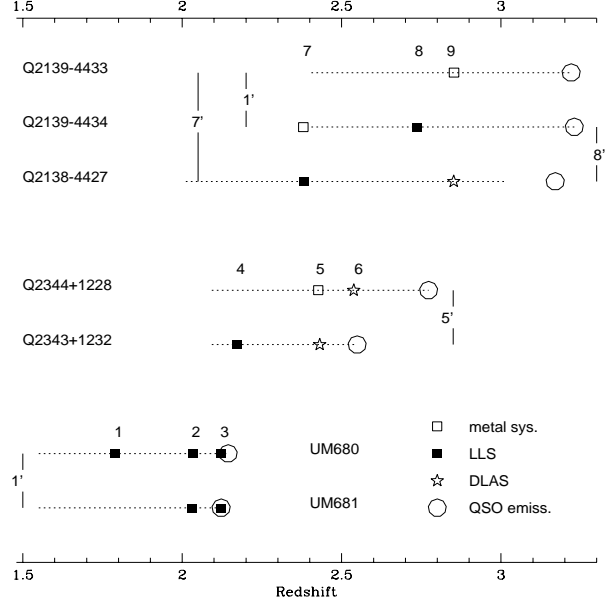 1.5 2 2.5 3
7 8 9
Q2139-4433
1'
Q2139-4434
7'
8'
Q2138-4427
4 5 6
Q2344+1228
5'
Q2343+1232
1 2 3
metal sys.
UM680
LLS
1'
DLAS
UM681
QSO emiss.
1.5 2 2.5 3
Redshift